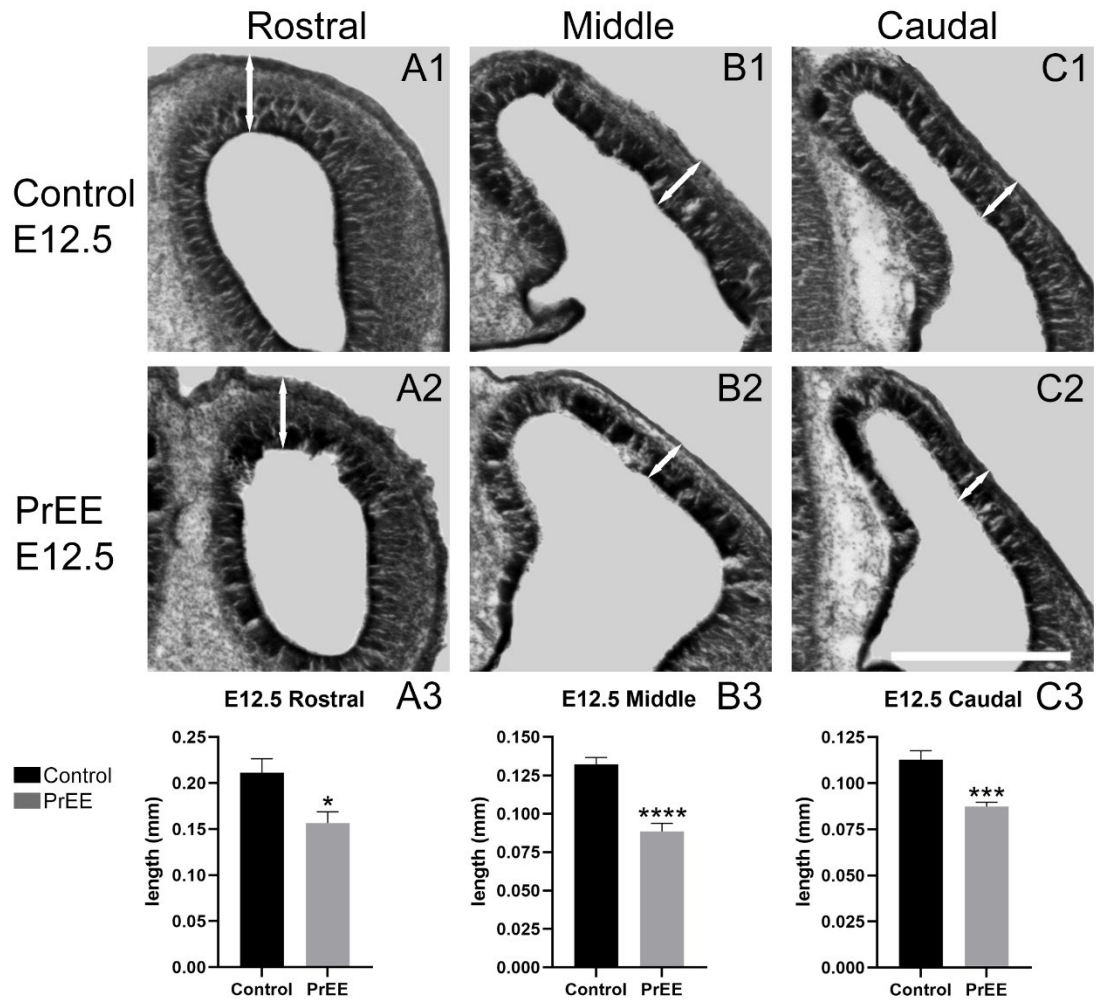 Rostral Middle Caudal
A1 B1 C1
Control
E12.5
A2 B2 C2
PrEE
E12.5
E12.5 Rostral A3
E12.5 Middle B3
E12.5 Caudal C3
Control
PrEE
length (mm)
0.25
0.20
0.15
0.10
0.05
0.00
*
Control PrEE
length (mm)
0.150
0.125
0.100
0.075
0.050
0.025
0.000
****
Control PrEE
length (mm)
0.125
0.100
0.075
0.050
0.025
0.000
***
Control PrEE